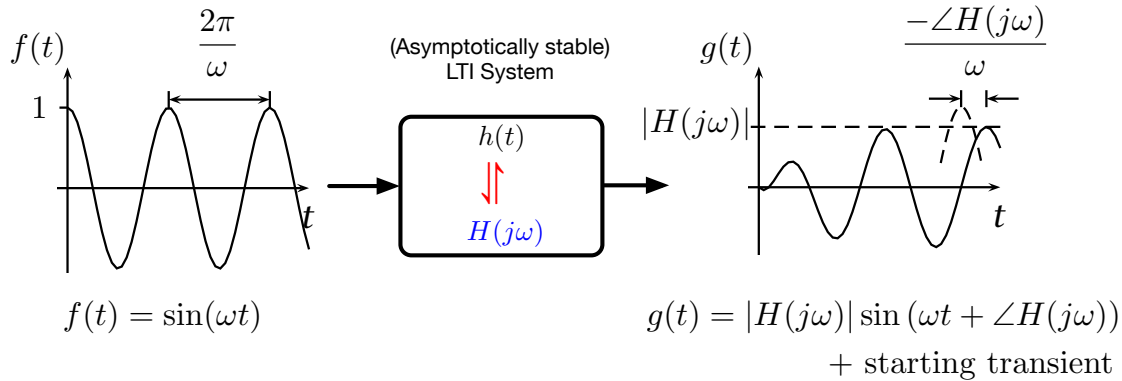 f(t)
2π
ω
1
t
f(t) = sin(ωt)
(Asymptotically stable)
LTI System
h(t)
H(jω)
g(t)
−∠H(jω)
ω
|H(jω)|
t
g(t) = |H(jω)| sin (ωt + ∠H(jω))
+ starting transient